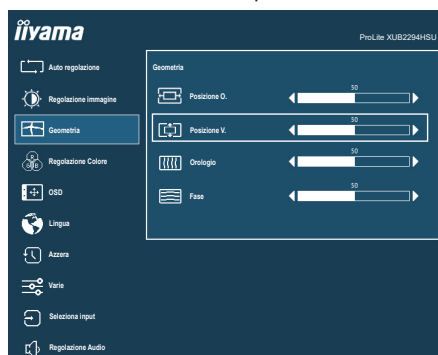 iiyama
ProLite XUB2294HSU
Auto regolazione
Regolazione immagine
Geometria
Regolazione Colore
OSD
Lingua
Azzera
Varie
Seleziona input
Regolazione Audio
Geometria
Posizione O.
50
Posizione V.
50
Orologio
50
Fase
50